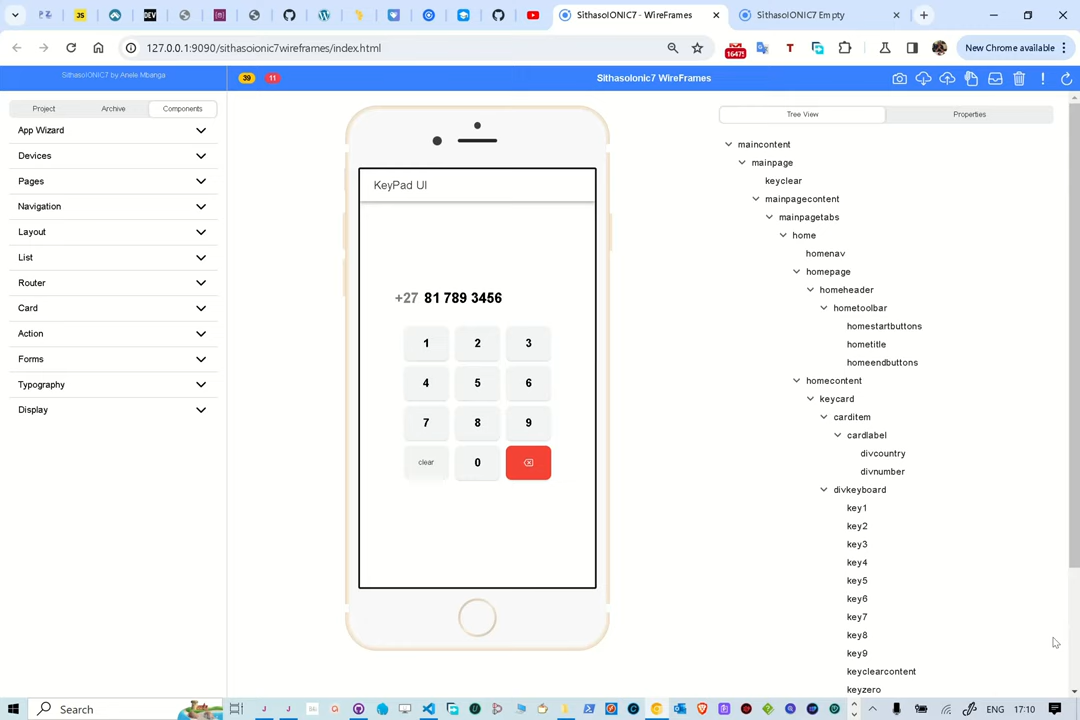 SithasoIONIC7 - WireFrames
SithasoIONIC7 Empty
127.0.0.1:9090/sithasoionic7wireframes/index.html
1647!
New Chrome available
SithasoIONIC7 by Anele Mbanga
39
11
SithasoIonic7 WireFrames
Project
Archive
Components
App Wizard
Devices
Pages
Navigation
Layout
List
Router
Card
Action
Forms
Typography
Display
KeyPad UI
+27 81 789 3456
1 2 3
4 5 6
7 8 9
clear 0
Tree View
Properties
maincontent
mainpage
keyclear
mainpagecontent
mainpagetabs
home
homenav
homepage
homeheader
hometoolbar
homestartbuttons
hometitle
homeendbuttons
homecontent
keycard
carditem
cardlabel
divcountry
divnumber
divkeyboard
key1
key2
key3
key4
key5
key6
key7
key8
key9
keyclearcontent
keyzero
Search
ENG
17:10